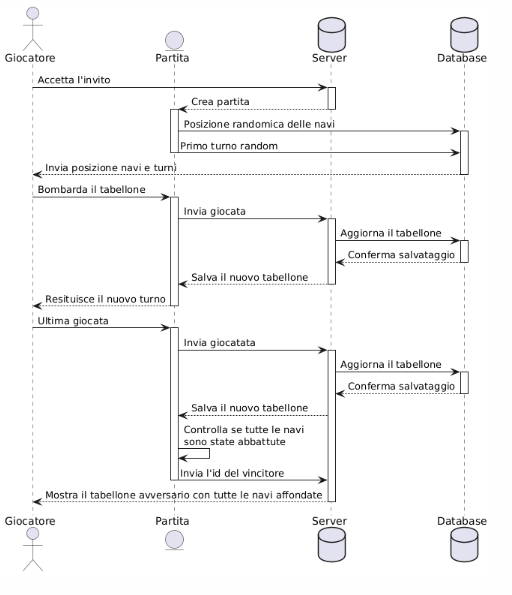 Giocatore
Partita
Server
Database
Accetta l'invito
Crea partita
Posizione randomica delle navi
Primo turno random
Invia posizione navi e turni
Bombarda il tabellone
Invia giocata
Aggiorna il tabellone
Conferma salvataggio
Salva il nuovo tabellone
Resituisce il nuovo turno
Ultima giocata
Invia giocatata
Aggiorna il tabellone
Conferma salvataggio
Salva il nuovo tabellone
Controlla se tutte le navi
sono state abbattute
Invia l'id del vincitore
Mostra il tabellone avversario con tutte le navi affondate
Giocatore
Partita
Server
Database